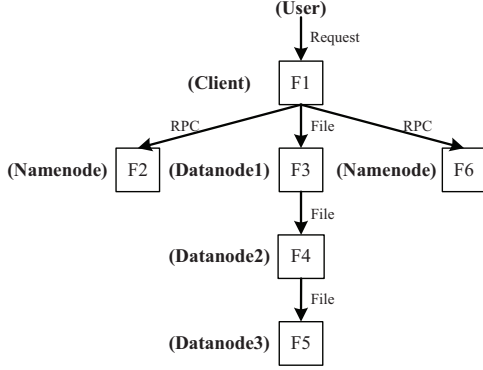 (User)
Request
(Client) F1
RPC File RPC
(Namenode) F2 (Datanode1) F3 (Namenode) F6
File
(Datanode2) F4
File
(Datanode3) F5